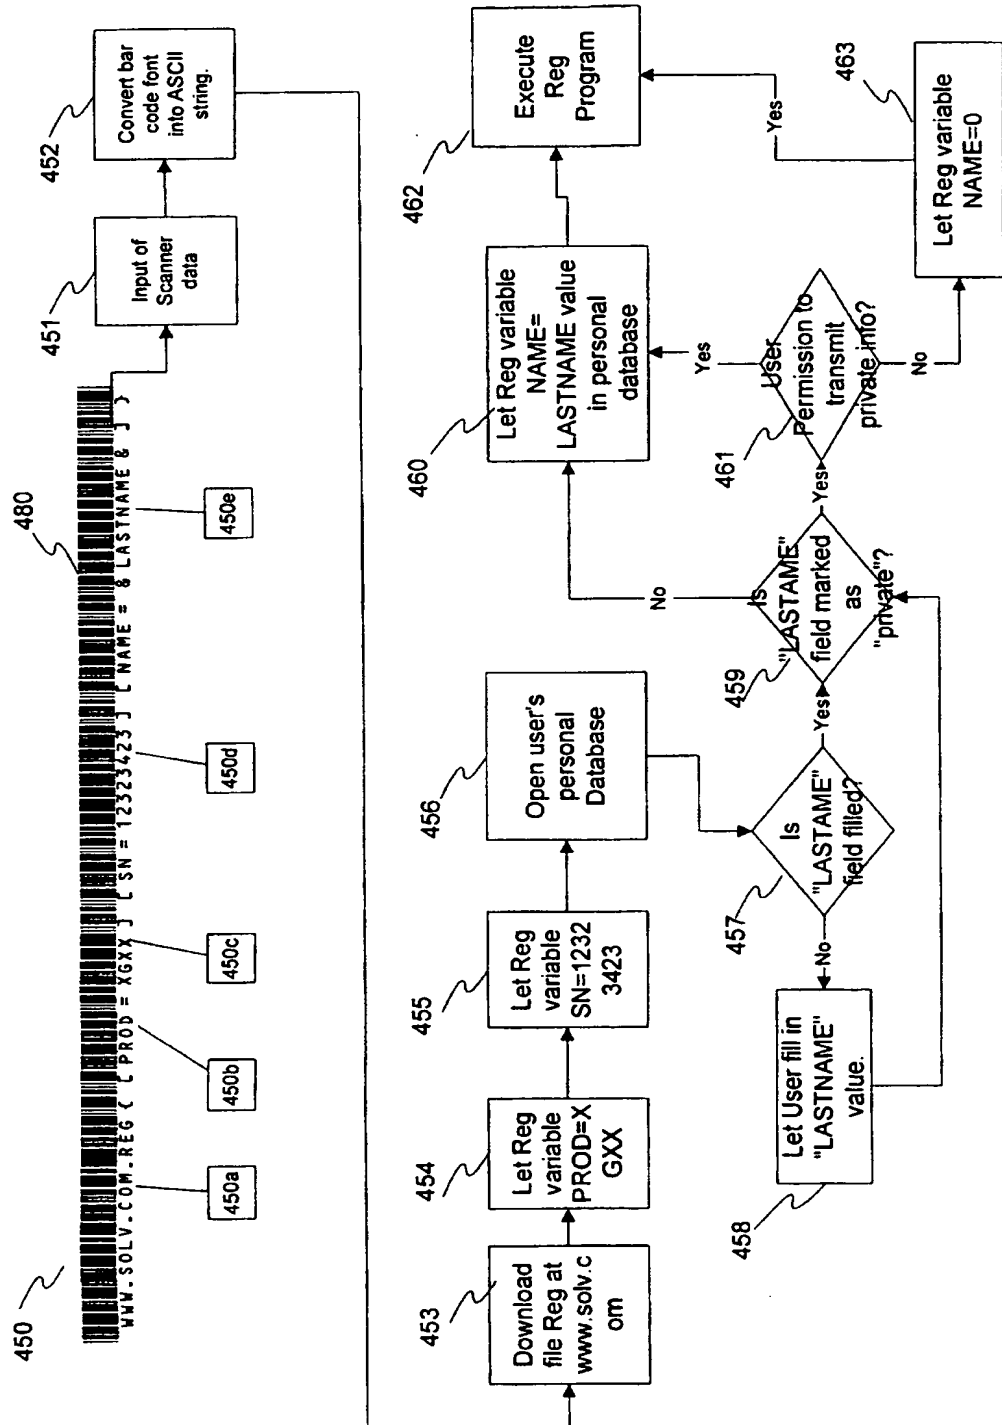 450
480
WWW.SOLV.COM.REG{ [PROD = XGXX] [SN = 12323423] [NAME = & LASTNAME & ] }
450a
450b
450c
450d
450e
451
Input of
Scanner
data
452
Convert bar
code font
into ASCII
string.
453
Download
file Reg at
www.solv.c
om
454
Let Reg
variable
PROD=X
GXX
455
Let Reg
variable
SN=1232
3423
456
Open user's
personal
Database
457
Is
"LASTAME"
field filled?
No
Yes
458
Let User fill in
"LASTNAME"
value.
459
Is
"LASTAME"
field marked
as
"private"?
No
Yes
460
Let Reg variable
NAME=
LASTNAME value
in personal
database
461
User
Permission to
transmit
private info?
Yes
No
462
Execute
Reg
Program
463
Let Reg variable
NAME=0
Yes